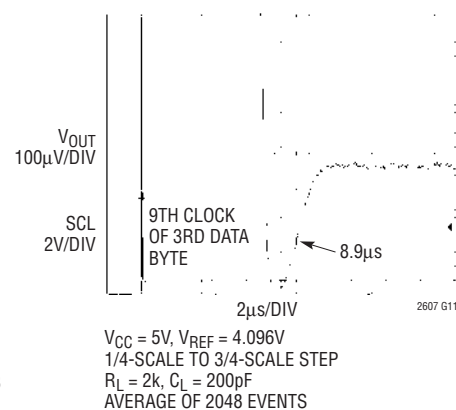 VOUT
100µV/DIV
SCL
2V/DIV
9TH CLOCK
OF 3RD DATA
BYTE
8.9µs
2µs/DIV
2607 G11
VCC = 5V, VREF = 4.096V
1/4-SCALE TO 3/4-SCALE STEP
RL = 2k, CL = 200pF
AVERAGE OF 2048 EVENTS